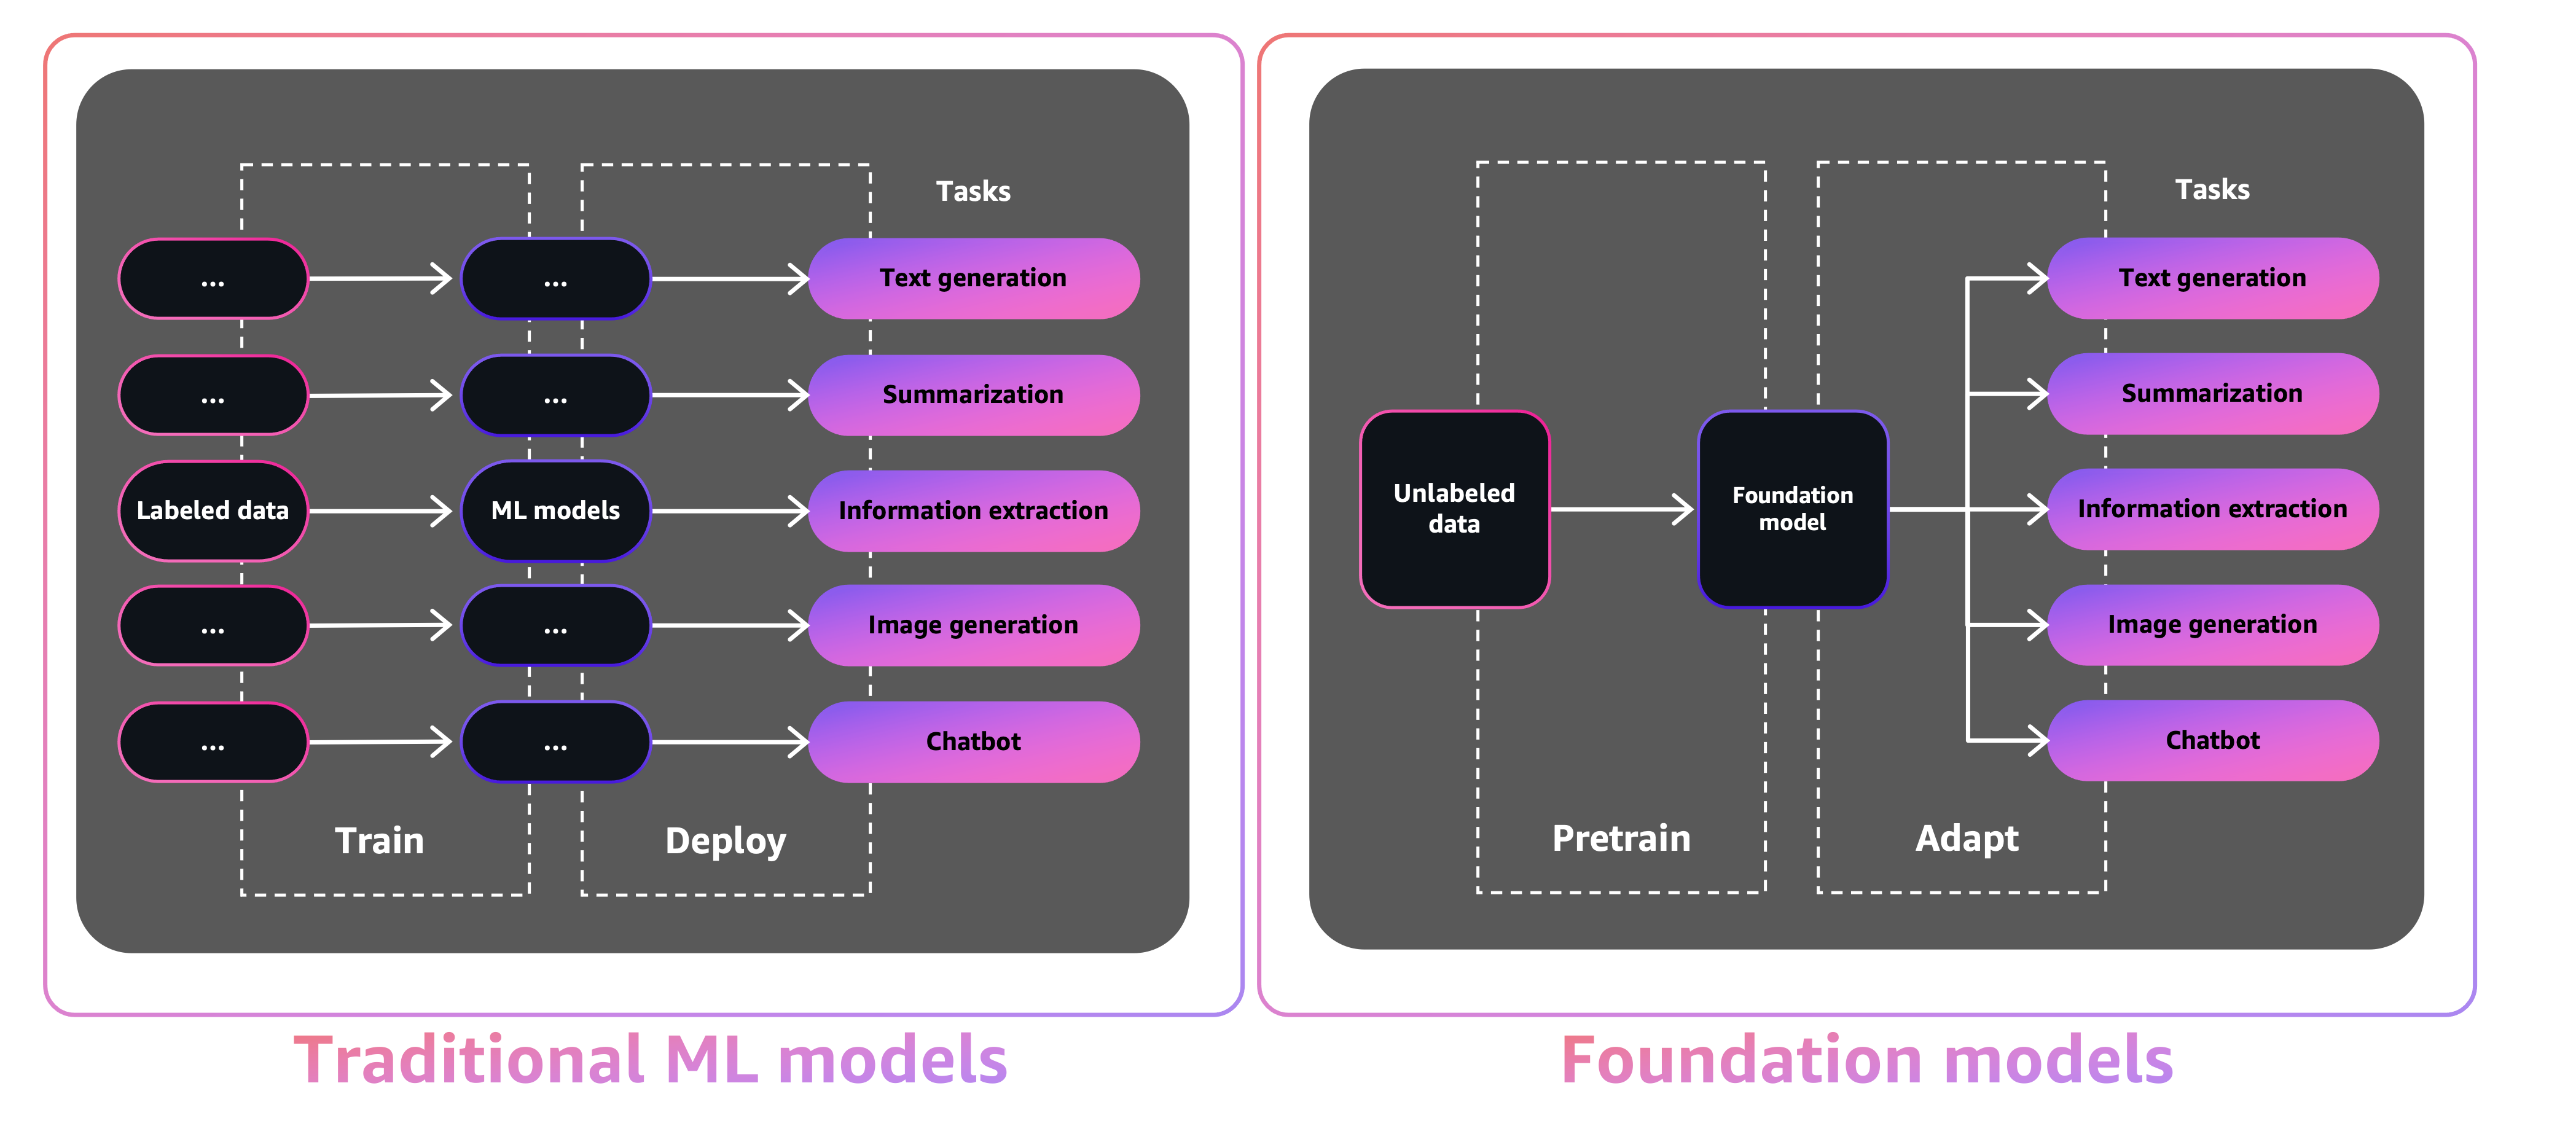 Tasks
...
...
Text generation
...
...
Summarization
Labeled data
ML models
Information extraction
...
...
Image generation
...
...
Chatbot
Train
Deploy
Traditional ML models
Tasks
Unlabeled
data
Foundation
model
Text generation
Summarization
Information extraction
Image generation
Chatbot
Pretrain
Adapt
Foundation models